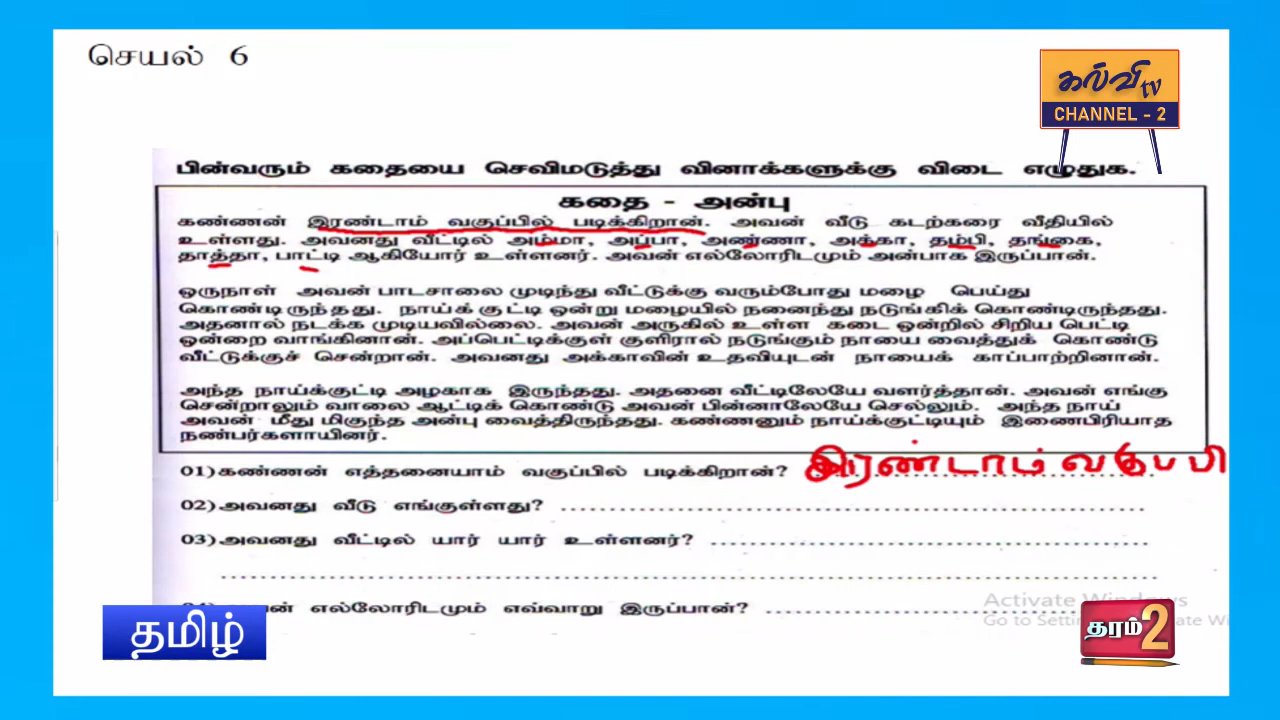 செயல் 6
கல்வி tv
CHANNEL - 2
பின்வரும் கதையை செவிமடுத்து வினாக்களுக்கு விடை எழுதுக.
கதை - அன்பு
கண்ணன் இரண்டாம் வகுப்பில் படிக்கிறான். அவன் வீடு கடற்கரை வீதியில்
உள்ளது. அவனது வீட்டில் அம்மா, அப்பா, அண்ணா, அக்கா, தம்பி, தங்கை,
தாத்தா, பாட்டி ஆகியோர் உள்ளனர். அவன் எல்லோரிடமும் அன்பாக இருப்பான்.
ஒருநாள் அவன் பாடசாலை முடிந்து வீட்டுக்கு வரும்போது மழை பெய்து
கொண்டிருந்தது. நாய்க் குட்டி ஒன்று மழையில் நனைந்து நடுங்கிக் கொண்டிருந்தது.
அதனால் நடக்க முடியவில்லை. அவன் அருகில் உள்ள கடை ஒன்றில் சிறிய பெட்டி
ஒன்றை வாங்கினான். அப்பெட்டிக்குள் குளிரால் நடுங்கும் நாயை வைத்துக் கொண்டு
வீட்டுக்குச் சென்றான். அவனது அக்காவின் உதவியுடன் நாயைக் காப்பாற்றினான்.
அந்த நாய்க்குட்டி அழகாக இருந்தது. அதனை வீட்டிலேயே வளர்த்தான். அவன் எங்கு
சென்றாலும் வாலை ஆட்டிக் கொண்டு அவன் பின்னாலேயே செல்லும். அந்த நாய்
அவன் மீது மிகுந்த அன்பு வைத்திருந்தது. கண்ணனும் நாய்க்குட்டியும் இணைபிரியாத
நண்பர்களாயினர்.
01) கண்ணன் எத்தனையாம் வகுப்பில் படிக்கிறான்? இரண்டாம் வகுப்பி
02) அவனது வீடு எங்குள்ளது? ........................
03) அவனது வீட்டில் யார் யார் உள்ளனர்? ........................
........................
எல்லோரிடமும் எவ்வாறு இருப்பான்? ........................
Activate Windows
Go to
தமிழ்
தரம் 2